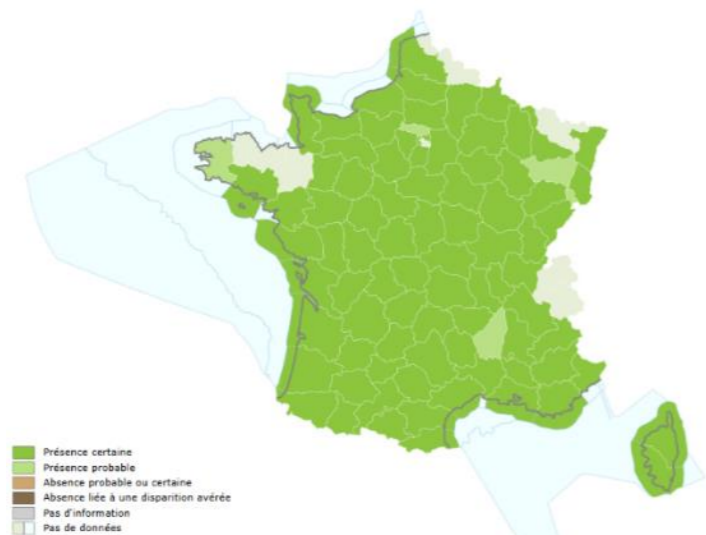 Présence certaine
Présence probable
Absence probable ou certaine
Absence liée à une disparition avérée
Pas d'information
Pas de données